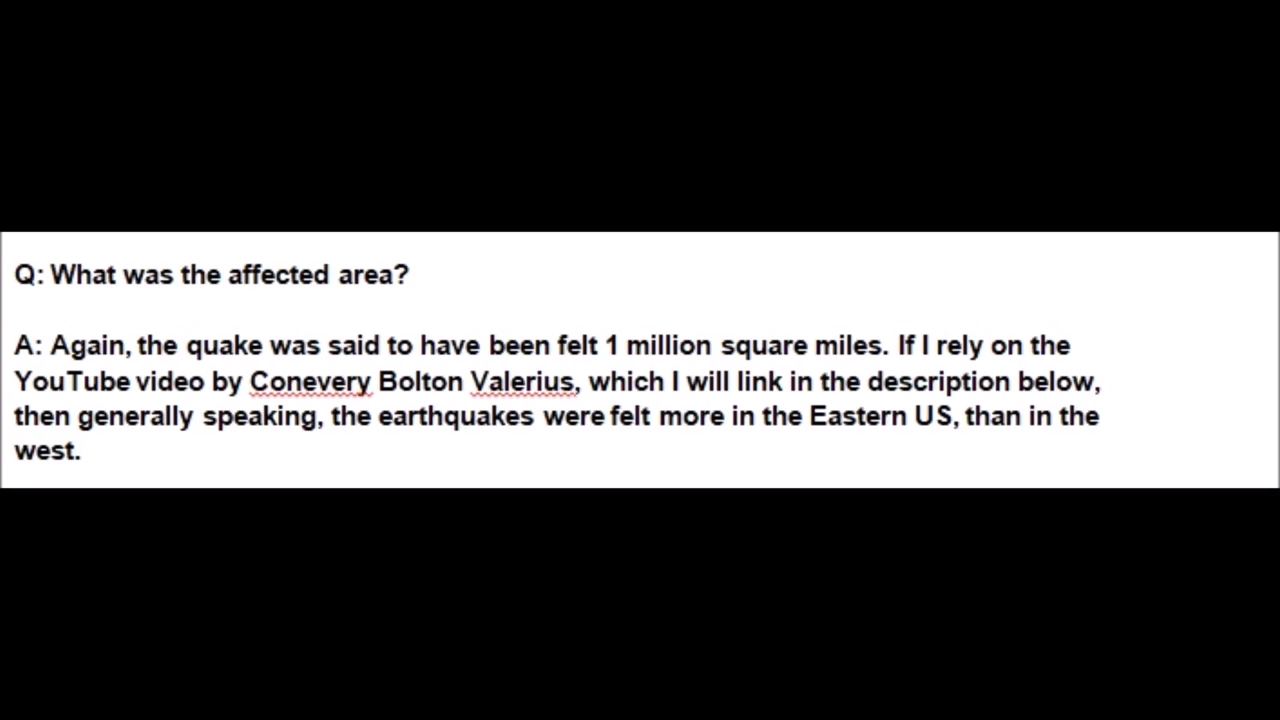 Q: What was the affected area?
A: Again, the quake was said to have been felt 1 million square miles. If I rely on the
YouTube video by Conevery Bolton Valerius, which I will link in the description below,
then generally speaking, the earthquakes were felt more in the Eastern US, than in the
west.